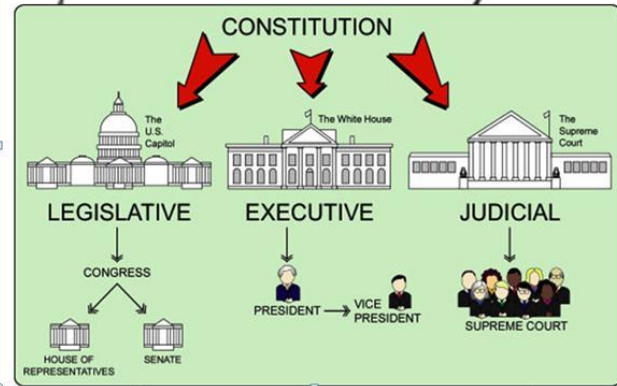 CONSTITUTION
The
U.S.
Capitol
The White House
The
Supreme
Court
LEGISLATIVE
EXECUTIVE
JUDICIAL
CONGRESS
PRESIDENT
VICE
PRESIDENT
SUPREME COURT
HOUSE OF
REPRESENTATIVES
SENATE